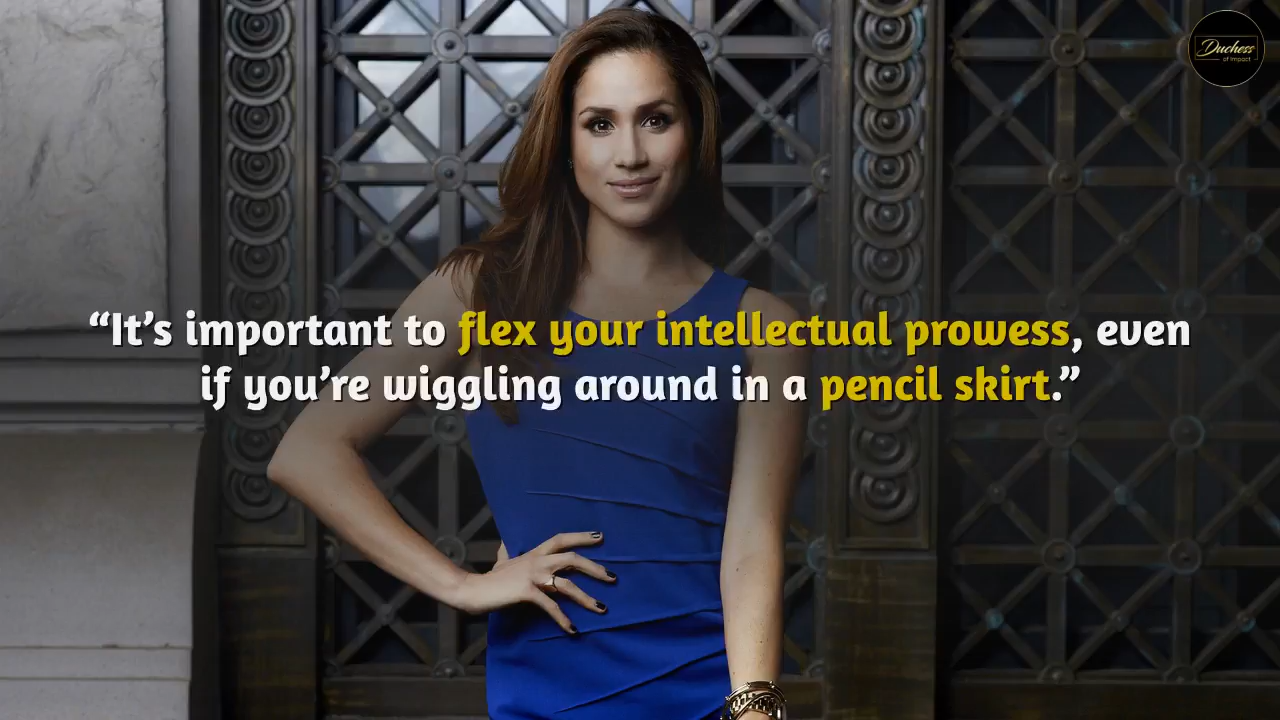 Duchess
of Impact
“It’s important to flex your intellectual prowess, even
if you’re wiggling around in a pencil skirt.”